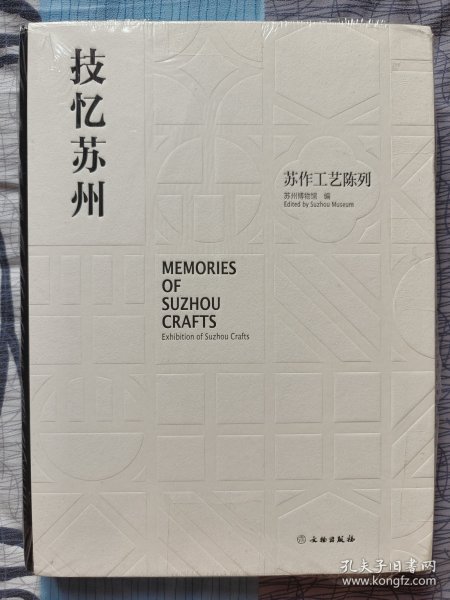 技忆苏州
苏作工艺陈列
苏州博物馆 编
Edited by Suzhou Museum
MEMORIES
OF
SUZHOU
CRAFTS
Exhibition of Suzhou Crafts
文物出版社
孔夫子旧书网
www.kongfz.com